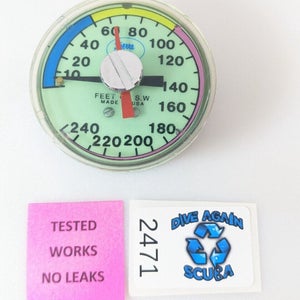 60 80
40 100
20 120
10 140
FEET S.W
MADE USA
160
240 180
220 200
TESTED
WORKS
NO LEAKS
2471
DIVE AGAIN
SCUBA